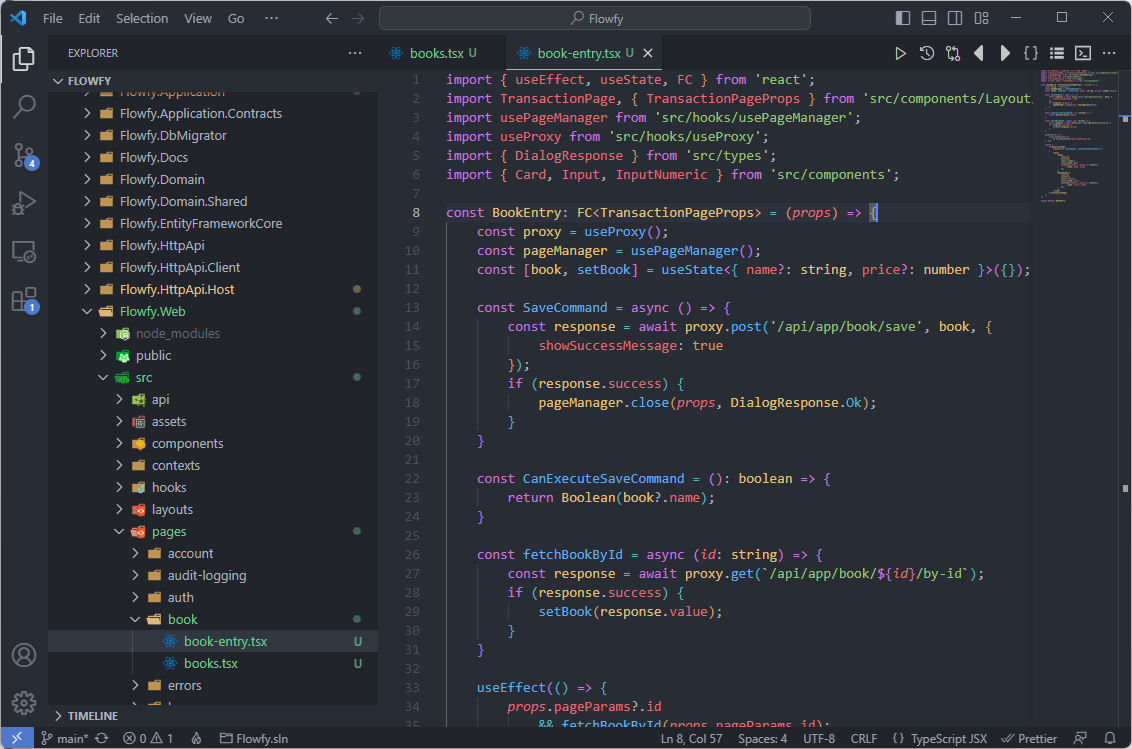 File Edit Selection View Go ··· Flowfy
EXPLORER ···
FLOWFY
Flowfy.Application
Flowfy.Application.Contracts
Flowfy.DbMigrator
Flowfy.Docs
Flowfy.Domain
Flowfy.Domain.Shared
Flowfy.EntityFrameworkCore
Flowfy.HttpApi
Flowfy.HttpApi.Client
Flowfy.HttpApi.Host
Flowfy.Web
node_modules
public
src
api
assets
components
contexts
hooks
layouts
pages
account
audit-logging
auth
book
book-entry.tsx U
books.tsx U
errors
TIMELINE
4
1
books.tsx U book-entry.tsx U
1 import { useEffect, useState, FC } from 'react';
2 import TransactionPage, { TransactionPageProps } from 'src/components/Layout
3 import usePageManager from 'src/hooks/usePageManager';
4 import useProxy from 'src/hooks/useProxy';
5 import { DialogResponse } from 'src/types';
6 import { Card, Input, InputNumeric } from 'src/components';
7
8 const BookEntry: FC<TransactionPageProps> = (props) => {
9 const proxy = useProxy();
10 const pageManager = usePageManager();
11 const [book, setBook] = useState<{ name?: string, price?: number }>({});
12
13 const SaveCommand = async () => {
14 const response = await proxy.post('/api/app/book/save', book, {
15 showSuccessMessage: true
16 });
17 if (response.success) {
18 pageManager.close(props, DialogResponse.Ok);
19 }
20 }
21
22 const CanExecuteSaveCommand = (): boolean => {
23 return Boolean(book?.name);
24 }
25
26 const fetchBookById = async (id: string) => {
27 const response = await proxy.get(`/api/app/book/${id}/by-id`);
28 if (response.success) {
29 setBook(response.value);
30 }
31 }
32
33 useEffect(() => {
34 props.pageParams?.id
35 && fetchBookById(props.pageParams.id);
main* 0 1 Flowfy.sln Ln 8, Col 57 Spaces: 4 UTF-8 CRLF {} TypeScript JSX Prettier